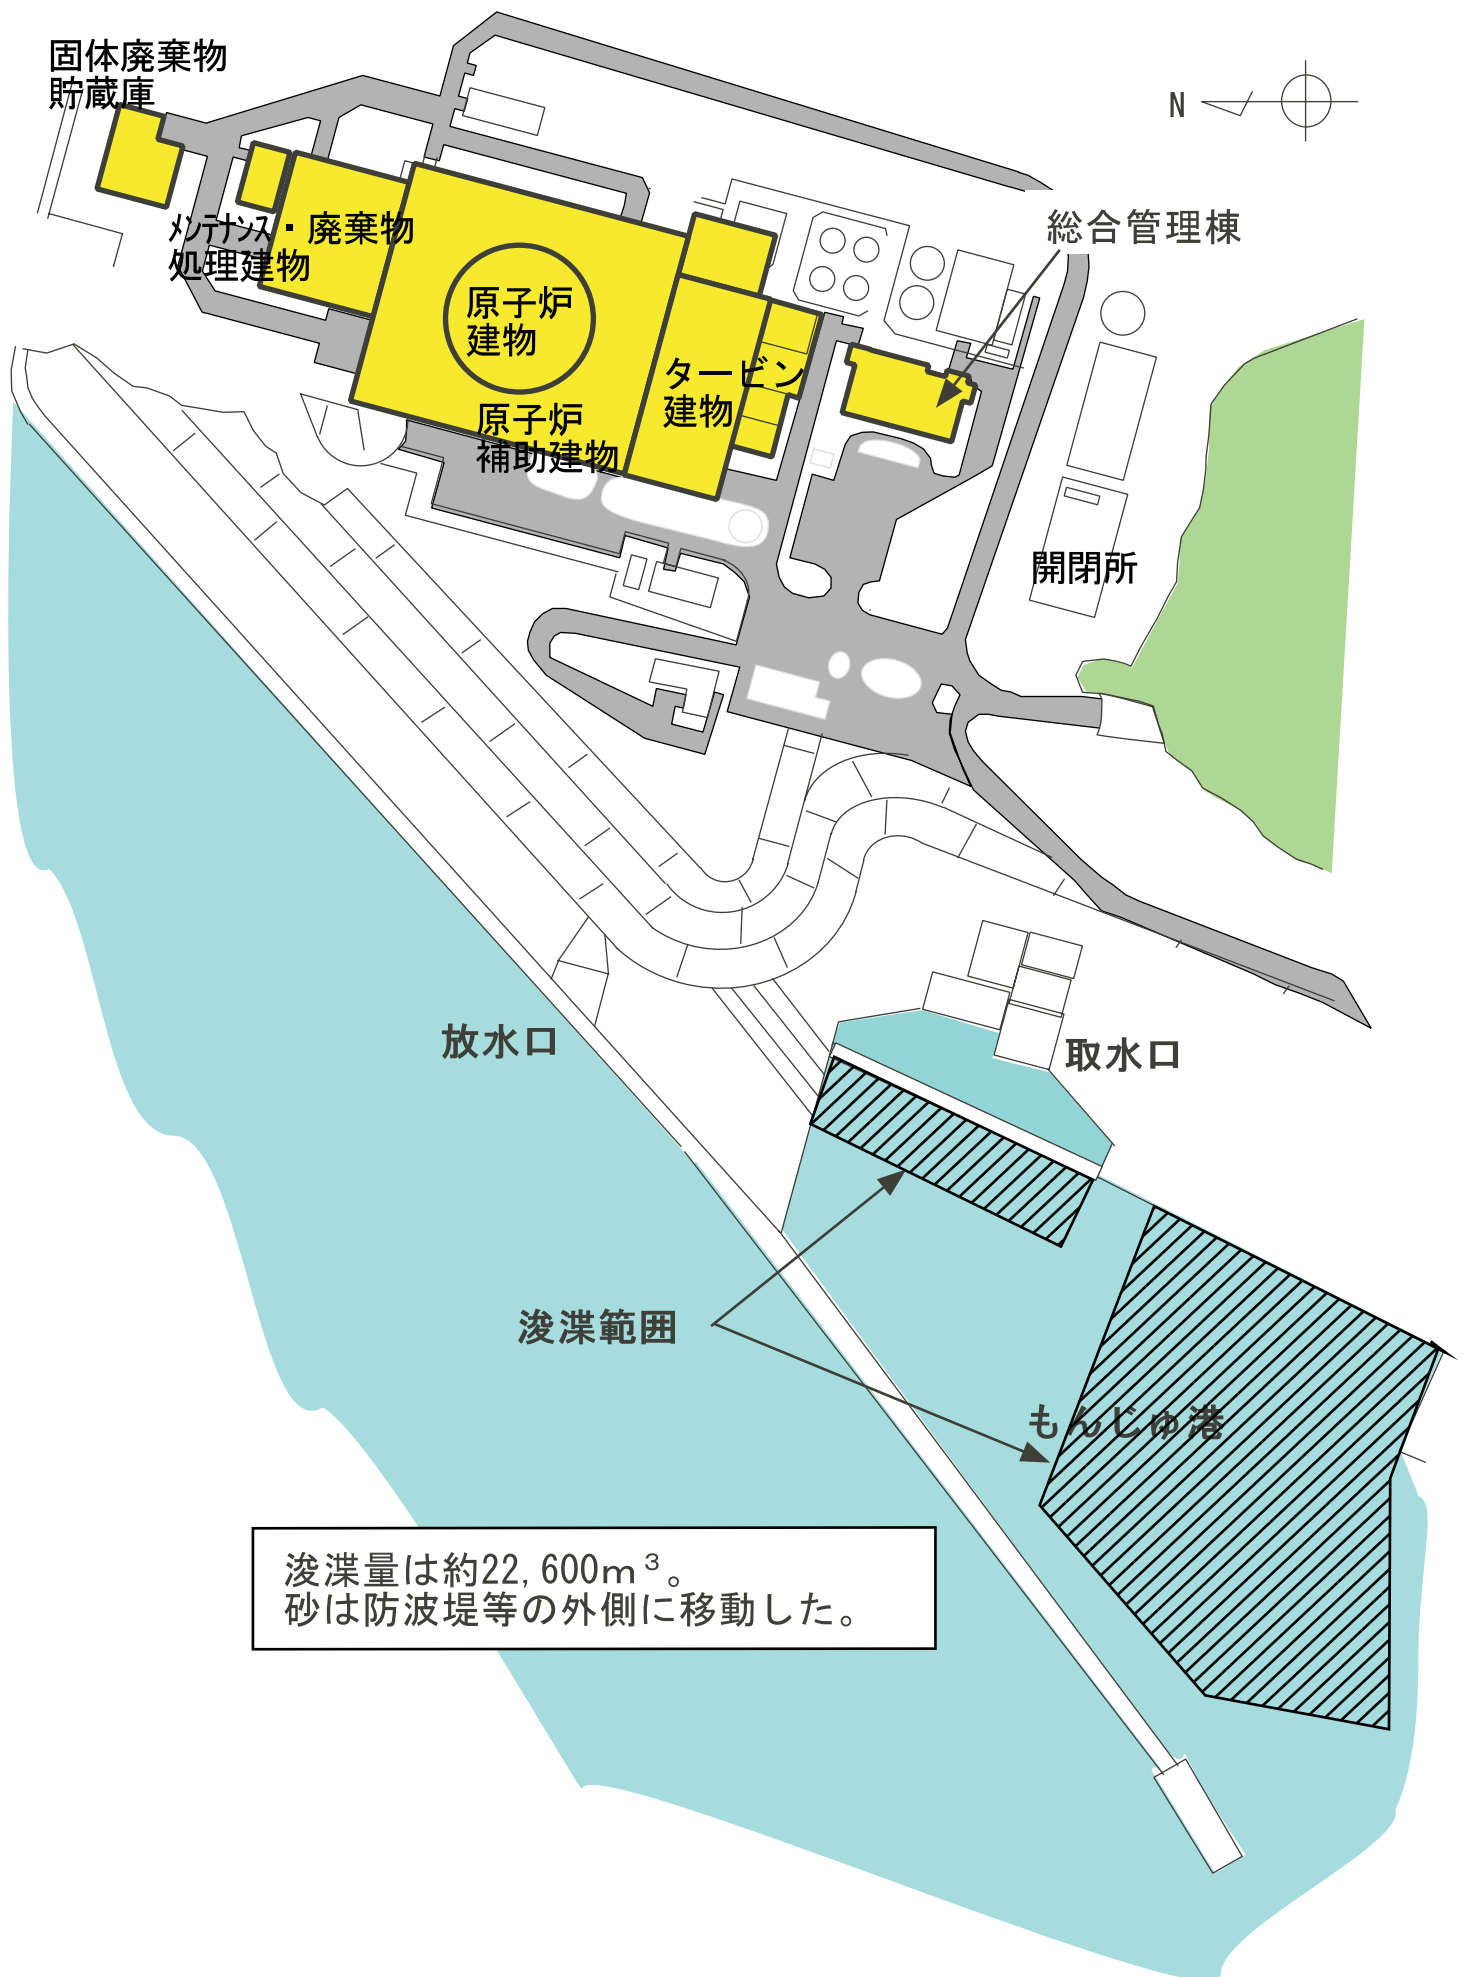 固体廃棄物
貯蔵庫
N
総合管理棟
ﾒﾝﾃﾅﾝｽ・廃棄物
処理建物
原子炉
建物
タービン
建物
原子炉
補助建物
開閉所
放水口
取水口
浚渫範囲
もんじゅ港
浚渫量は約22,600ｍ³。
砂は防波堤等の外側に移動した。